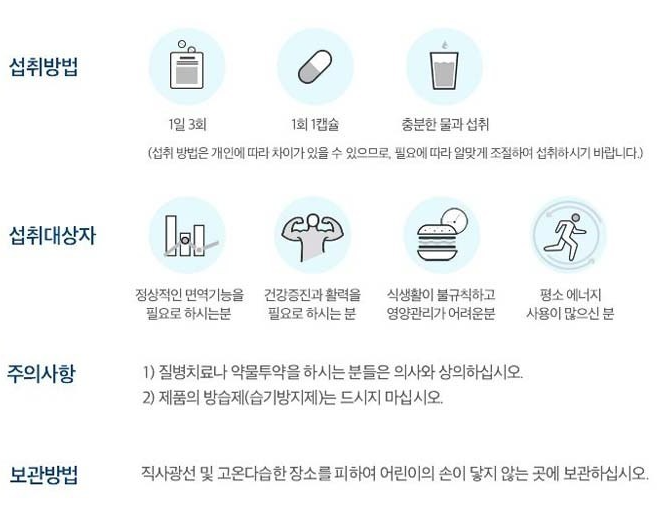 섭취방법
1일 3회
1회 1캡슐
충분한 물과 섭취
(섭취 방법은 개인에 따라 차이가 있을 수 있으므로, 필요에 따라 알맞게 조절하여 섭취하시기 바랍니다.)
섭취대상자
정상적인 면역기능을
필요로 하시는분
건강증진과 활력을
필요로 하시는 분
식생활이 불규칙하고
영양관리가 어려운분
평소 에너지
사용이 많으신 분
주의사항
1) 질병치료나 약물투약을 하시는 분들은 의사와 상의하십시오.
2) 제품의 방습제(습기방지제)는 드시지 마십시오.
보관방법
직사광선 및 고온다습한 장소를 피하여 어린이의 손이 닿지 않는 곳에 보관하십시오.